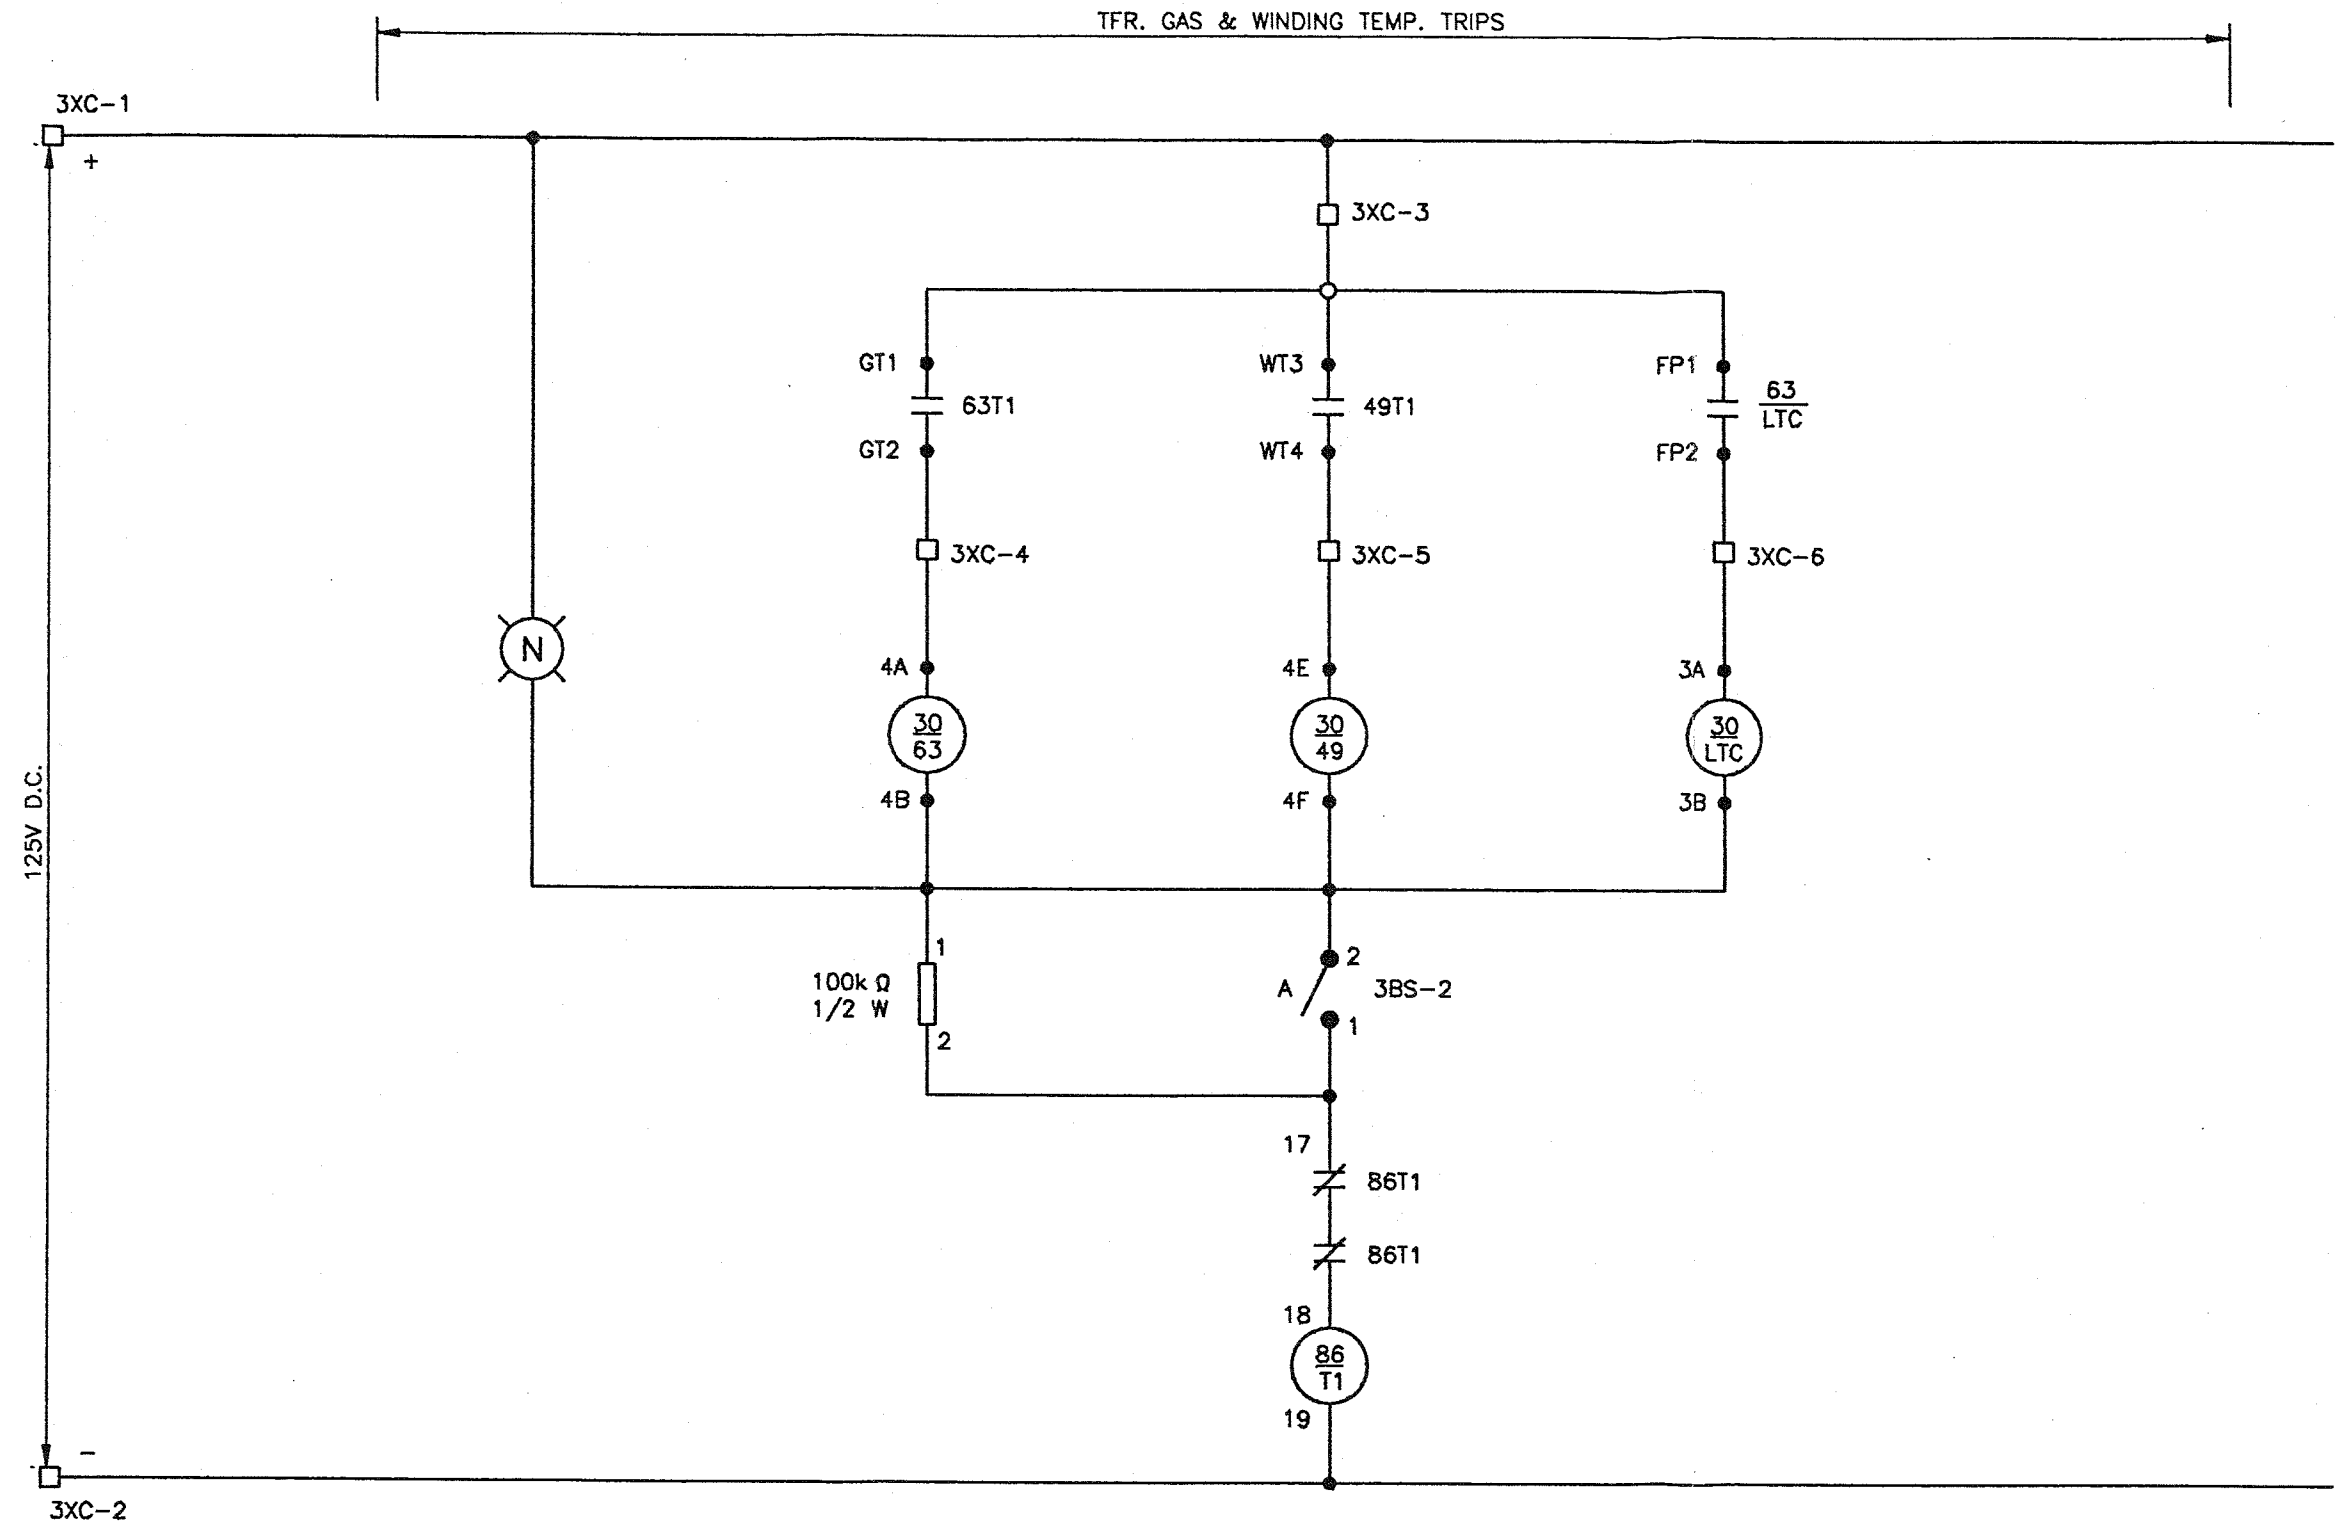 TFR. GAS & WINDING TEMP. TRIPS
3XC-1
+
3XC-3
GT1
63T1
GT2
WT3
49T1
WT4
FP1
63
LTC
FP2
3XC-4
3XC-5
3XC-6
N
4A
30
63
4B
4E
30
49
4F
3A
30
LTC
3B
125V D.C.
1
100k Ω
1/2 W
2
2
A
3BS-2
1
17
86T1
86T1
18
86
T1
19
−
3XC-2